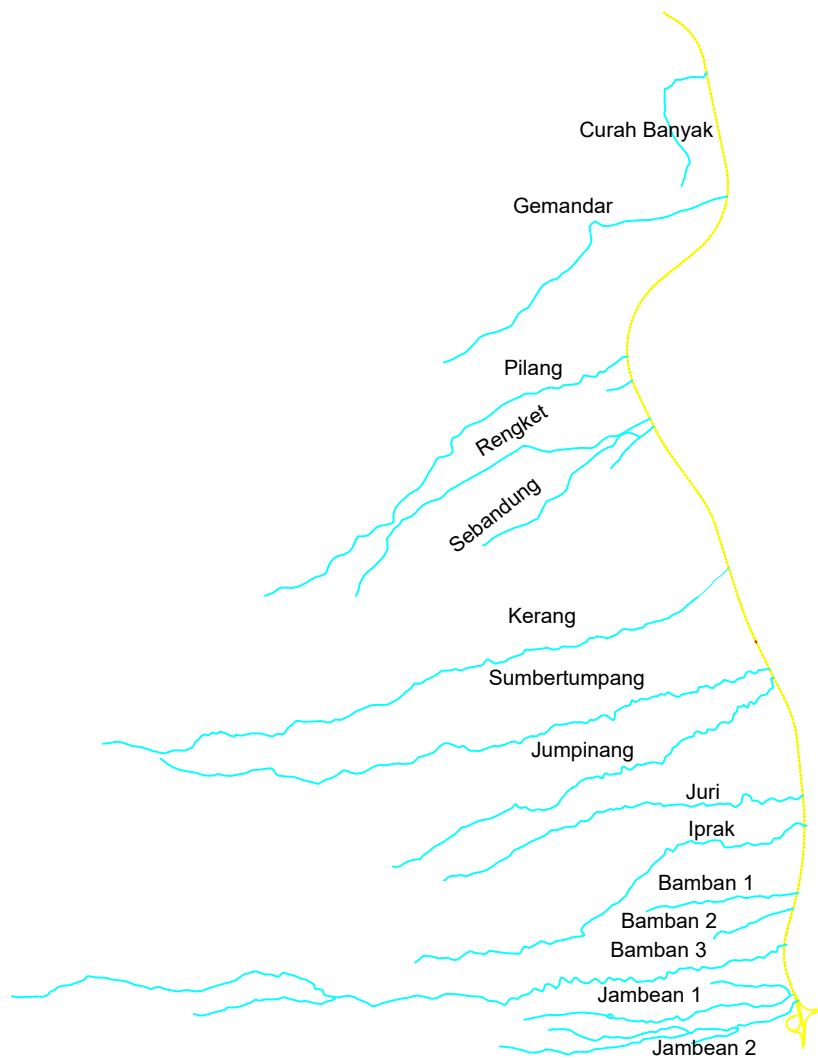 Curah Banyak
Gemandar
Pilang
Rengket
Sebandung
Kerang
Sumbertumpang
Jumpinang
Juri
Iprak
Bamban 1
Bamban 2
Bamban 3
Jambean 1
Jambean 2